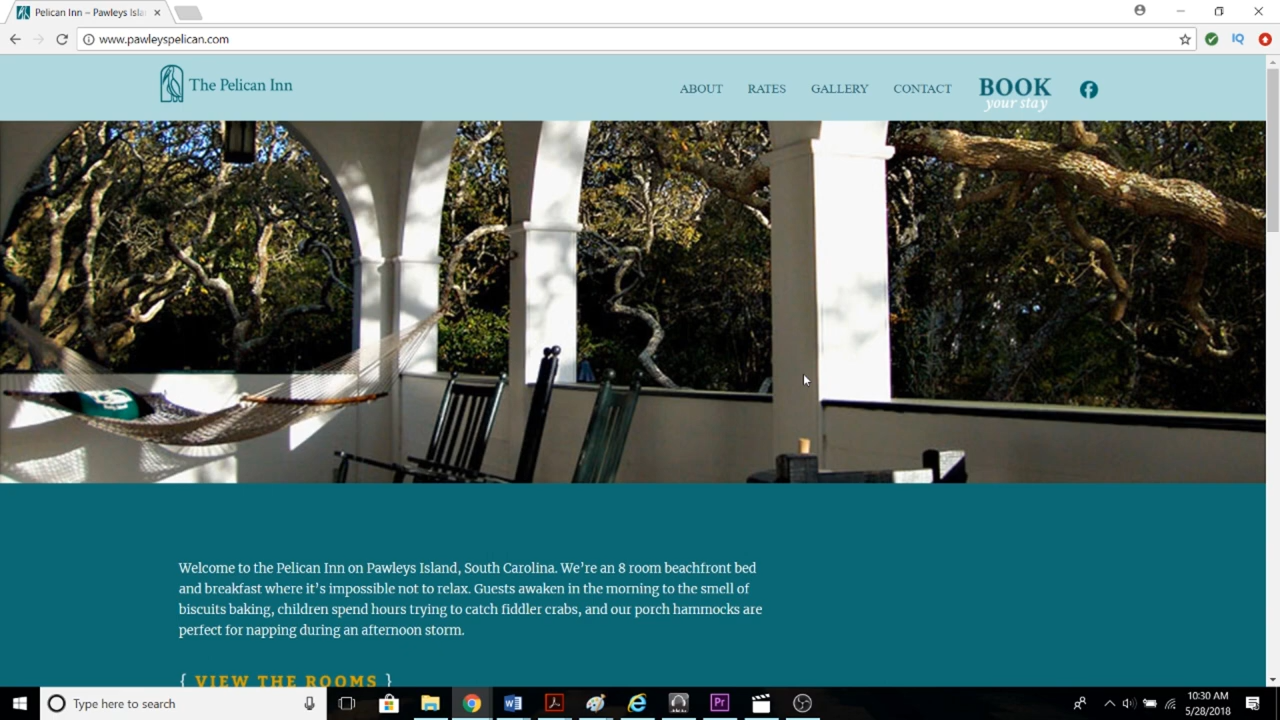 Pelican Inn – Pawleys Isla
www.pawleyspelican.com
IQ
The Pelican Inn
ABOUT
RATES
GALLERY
CONTACT
BOOK
your stay
Welcome to the Pelican Inn on Pawleys Island, South Carolina. We’re an 8 room beachfront bed
and breakfast where it’s impossible not to relax. Guests awaken in the morning to the smell of
biscuits baking, children spend hours trying to catch fiddler crabs, and our porch hammocks are
perfect for napping during an afternoon storm.
{ VIEW THE ROOMS }
Type here to search
Pr
10:30 AM
5/28/2018